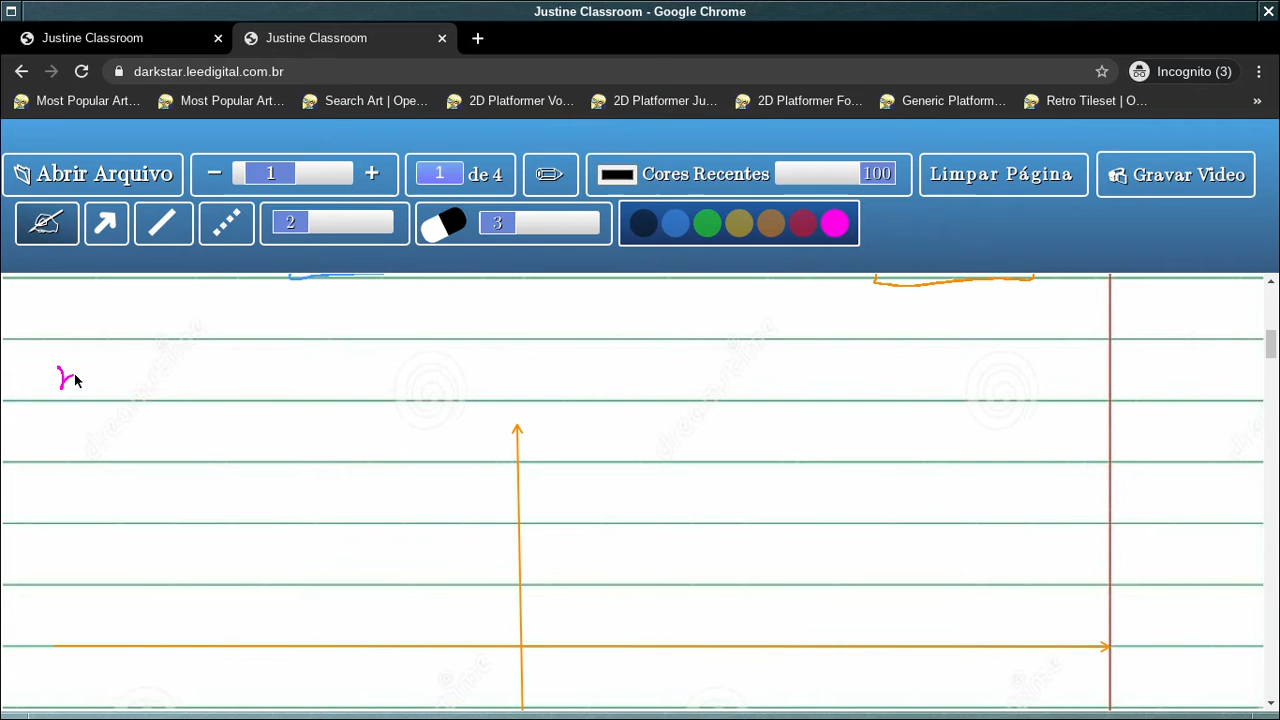 Justine Classroom - Google Chrome
Justine Classroom
Justine Classroom
darkstar.leedigital.com.br
Incognito (3)
Most Popular Art...
Most Popular Art...
Search Art | Ope...
2D Platformer Vo...
2D Platformer Ju...
2D Platformer Fo...
Generic Platform...
Retro Tileset | O...
»
Abrir Arquivo
− 1 +
1 de 4
Cores Recentes 100
Limpar Página
Gravar Video
2
3
dreamstime
dreamstime